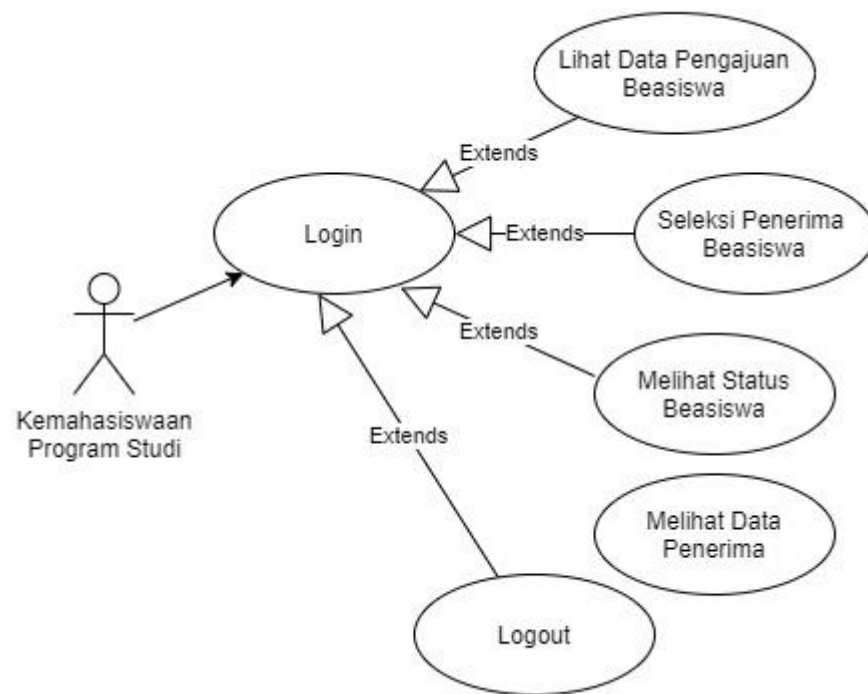 Lihat Data Pengajuan
Beasiswa
Extends
Login
Extends
Seleksi Penerima
Beasiswa
Extends
Melihat Status
Beasiswa
Kemahasiswaan
Program Studi
Extends
Melihat Data
Penerima
Logout